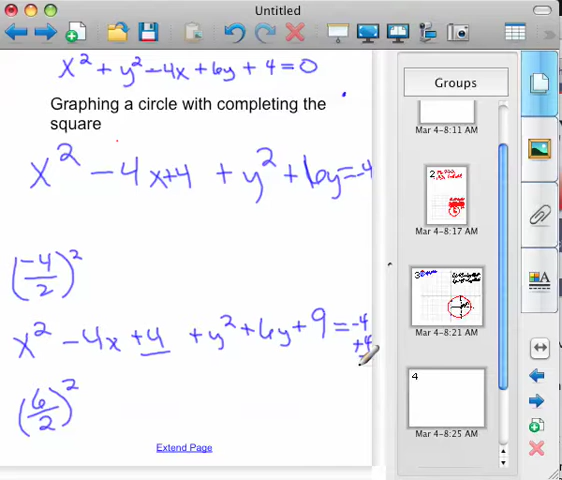 Untitled
x² + y² - 4x + 6y + 4 = 0
Graphing a circle with completing the
square
x² - 4x+4 + y² + 6y = -4
(-4/2)²
x² - 4x + 4 + y² + 6y + 9 = -4
+4
(6/2)²
Extend Page
Groups
Mar 4–8:11 AM
2
Mar 4–8:17 AM
3
Mar 4–8:21 AM
4
Mar 4–8:25 AM